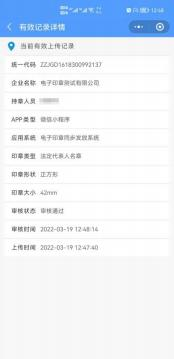 12:48
有效记录详情
当前有效上传记录
统一代码 ZZJGD1618300992137
企业名称 电子印章测试有限公司
持章人员
APP类型 微信小程序
应用系统 电子印章同步发放系统
印章类型 法定代表人名章
印章形状 正方形
印章大小 42mm
审核状态 审核通过
审核时间 2022-03-19 12:48:14
上传时间 2022-03-19 12:47:40